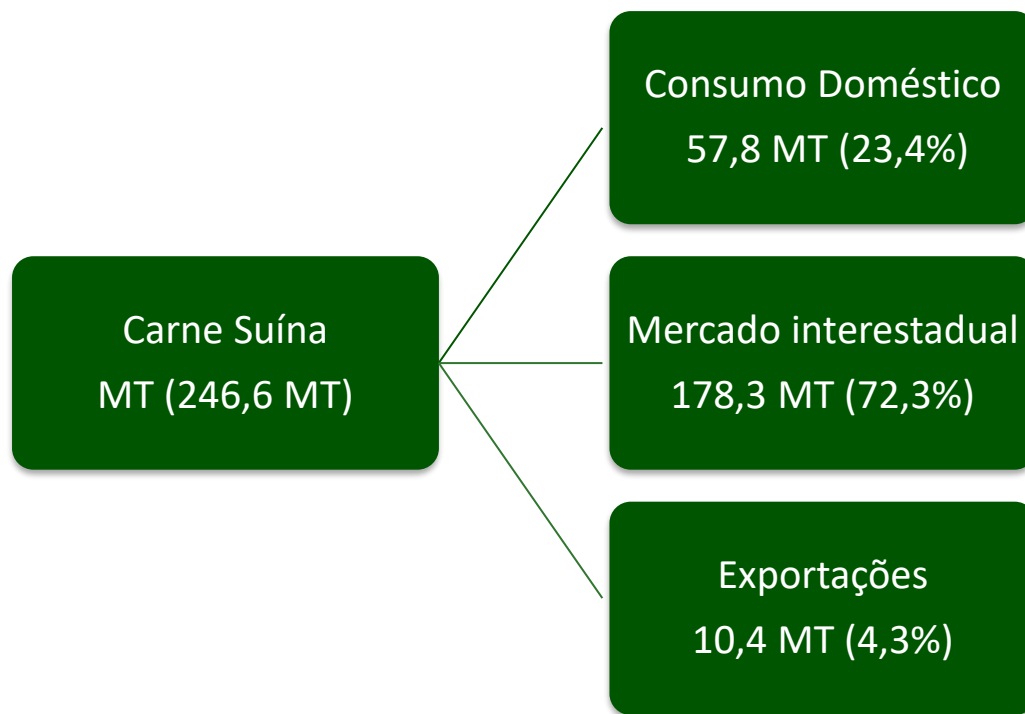 Carne Suína
MT (246,6 MT)
Consumo Doméstico
57,8 MT (23,4%)
Mercado interestadual
178,3 MT (72,3%)
Exportações
10,4 MT (4,3%)